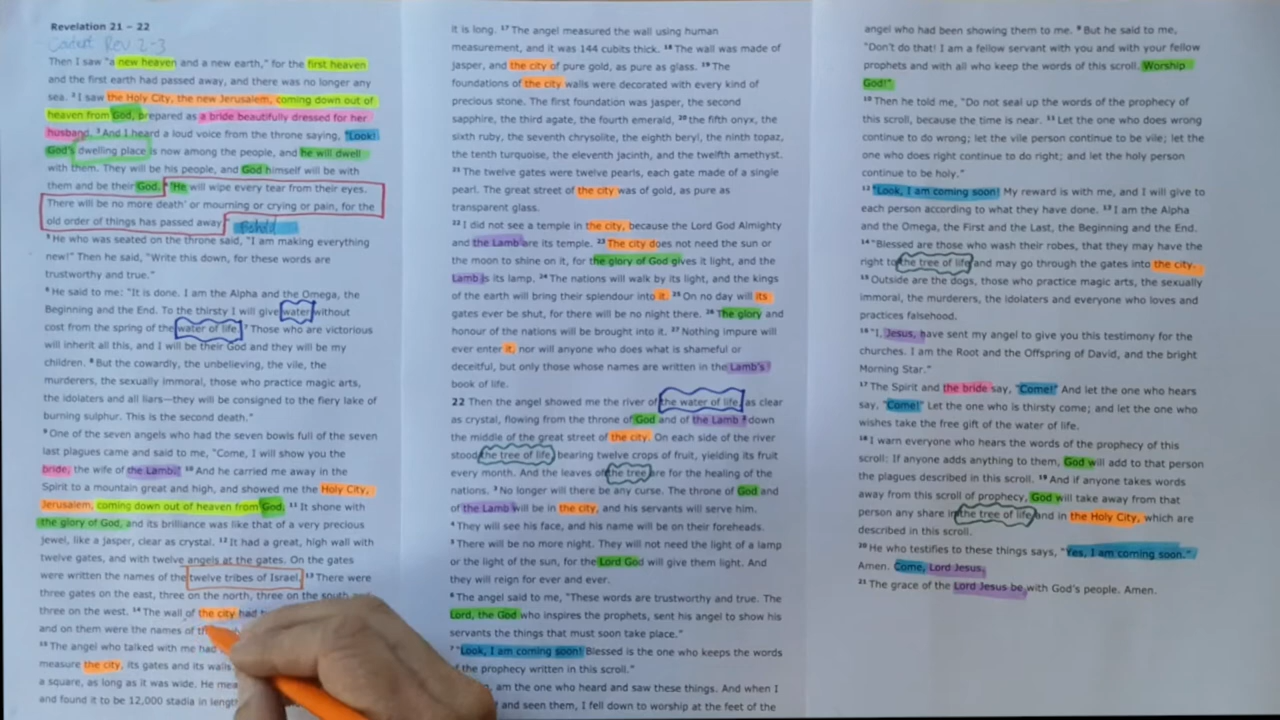 Revelation 21 – 22
Context Rev 2-3
Then I saw "a new heaven and a new earth," for the first heaven
and the first earth had passed away, and there was no longer any
sea. 2 I saw the Holy City, the new Jerusalem, coming down out of
heaven from God, prepared as a bride beautifully dressed for her
husband. 3 And I heard a loud voice from the throne saying, "Look!
God's dwelling place is now among the people, and he will dwell
with them. They will be his people, and God himself will be with
them and be their God. 4 'He will wipe every tear from their eyes.
There will be no more death' or mourning or crying or pain, for the
old order of things has passed away
Behold
5 He who was seated on the throne said, "I am making everything
new!" Then he said, "Write this down, for these words are
trustworthy and true."
6 He said to me: "It is done. I am the Alpha and the Omega, the
Beginning and the End. To the thirsty I will give water without
cost from the spring of the water of life. 7 Those who are victorious
will inherit all this, and I will be their God and they will be my
children. 8 But the cowardly, the unbelieving, the vile, the
murderers, the sexually immoral, those who practise magic arts,
the idolaters and all liars—they will be consigned to the fiery lake of
burning sulphur. This is the second death."
9 One of the seven angels who had the seven bowls full of the seven
last plagues came and said to me, "Come, I will show you the
bride, the wife of the Lamb." 10 And he carried me away in the
Spirit to a mountain great and high, and showed me the Holy City,
Jerusalem, coming down out of heaven from God. 11 It shone with
the glory of God, and its brilliance was like that of a very precious
jewel, like a jasper, clear as crystal. 12 It had a great, high wall with
twelve gates, and with twelve angels at the gates. On the gates
were written the names of the twelve tribes of Israel. 13 There were
three gates on the east, three on the north, three on the south
three on the west. 14 The wall of the city had
and on them were the names of
15 The angel who talked with me had
measure the city, its gates and its walls
a square, as long as it was wide. He
and found it to be 12,000 stadia in
it is long. 17 The angel measured the wall using human
measurement, and it was 144 cubits thick. 18 The wall was made of
jasper, and the city of pure gold, as pure as glass. 19 The
foundations of the city walls were decorated with every kind of
precious stone. The first foundation was jasper, the second
sapphire, the third agate, the fourth emerald, 20 the fifth onyx, the
sixth ruby, the seventh chrysolite, the eighth beryl, the ninth topaz,
the tenth turquoise, the eleventh jacinth, and the twelfth amethyst.
21 The twelve gates were twelve pearls, each gate made of a single
pearl. The great street of the city was of gold, as pure as
transparent glass.
22 I did not see a temple in the city, because the Lord God Almighty
and the Lamb are its temple. 23 The city does not need the sun or
the moon to shine on it, for the glory of God gives it light, and the
Lamb is its lamp. 24 The nations will walk by its light, and the kings
of the earth will bring their splendour into it. 25 On no day will its
gates ever be shut, for there will be no night there. 26 The glory and
honour of the nations will be brought into it. 27 Nothing impure will
ever enter it, nor will anyone who does what is shameful or
deceitful, but only those whose names are written in the Lamb's
book of life.
22 Then the angel showed me the river of the water of life, as clear
as crystal, flowing from the throne of God and of the Lamb 2 down
the middle of the great street of the city. On each side of the river
stood the tree of life, bearing twelve crops of fruit, yielding its fruit
every month. And the leaves of the tree are for the healing of the
nations. 3 No longer will there be any curse. The throne of God and
of the Lamb will be in the city, and his servants will serve him.
4 They will see his face, and his name will be on their foreheads.
5 There will be no more night. They will not need the light of a lamp
or the light of the sun, for the Lord God will give them light. And
they will reign for ever and ever.
6 The angel said to me, "These words are trustworthy and true. The
Lord, the God who inspires the prophets, sent his angel to show his
servants the things that must soon take place."
7 "Look, I am coming soon! Blessed is the one who keeps the words
of the prophecy written in this scroll."
am the one who heard and saw these things. And when I
and seen them, I fell down to worship at the feet of the
angel who had been showing them to me. 9 But he said to me,
"Don't do that! I am a fellow servant with you and with your fellow
prophets and with all who keep the words of this scroll. Worship
God!"
10 Then he told me, "Do not seal up the words of the prophecy of
this scroll, because the time is near. 11 Let the one who does wrong
continue to do wrong; let the vile person continue to be vile; let the
one who does right continue to do right; and let the holy person
continue to be holy."
12 "Look, I am coming soon! My reward is with me, and I will give to
each person according to what they have done. 13 I am the Alpha
and the Omega, the First and the Last, the Beginning and the End.
14 "Blessed are those who wash their robes, that they may have the
right to the tree of life and may go through the gates into the city.
15 Outside are the dogs, those who practise magic arts, the sexually
immoral, the murderers, the idolaters and everyone who loves and
practices falsehood.
16 "I, Jesus, have sent my angel to give you this testimony for the
churches. I am the Root and the Offspring of David, and the bright
Morning Star."
17 The Spirit and the bride say, "Come!" And let the one who hears
say, "Come!" Let the one who is thirsty come; and let the one who
wishes take the free gift of the water of life.
18 I warn everyone who hears the words of the prophecy of this
scroll: If anyone adds anything to them, God will add to that person
the plagues described in this scroll. 19 And if anyone takes words
away from this scroll of prophecy, God will take away from that
person any share in the tree of life and in the Holy City, which are
described in this scroll.
20 He who testifies to these things says, "Yes, I am coming soon."
Amen. Come, Lord Jesus.
21 The grace of the Lord Jesus be with God's people. Amen.